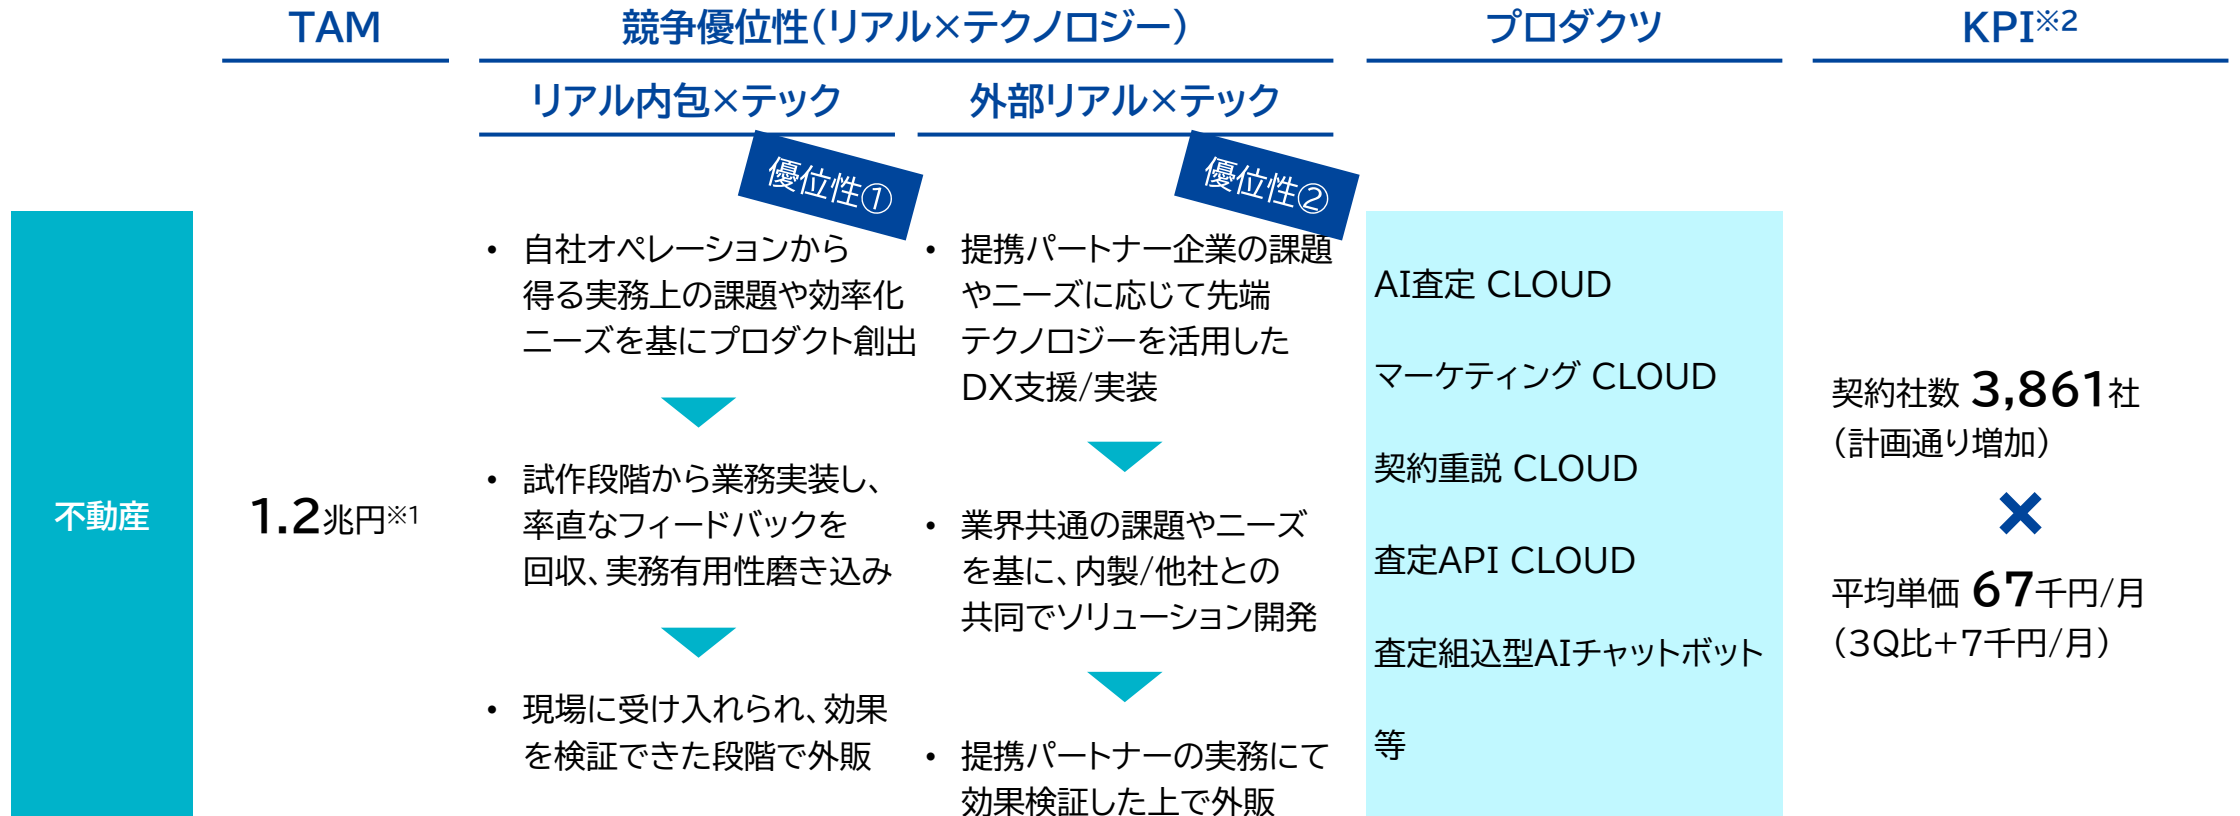 TAM
競争優位性(リアル×テクノロジー)
プロダクツ
KPI※2
リアル内包×テック
外部リアル×テック
優位性①
優位性②
不動産
1.2兆円※1
• 自社オペレーションから
得る実務上の課題や効率化
ニーズを基にプロダクト創出
• 試作段階から業務実装し、
率直なフィードバックを
回収、実務有用性磨き込み
• 現場に受け入れられ、効果
を検証できた段階で外販
• 提携パートナー企業の課題
やニーズに応じて先端
テクノロジーを活用した
DX支援/実装
• 業界共通の課題やニーズ
を基に、内製/他社との
共同でソリューション開発
• 提携パートナーの実務にて
効果検証した上で外販
AI査定 CLOUD
マーケティング CLOUD
契約重説 CLOUD
査定API CLOUD
査定組込型AIチャットボット
等
契約社数 3,861社
(計画通り増加)
×
平均単価 67千円/月
(3Q比+7千円/月)